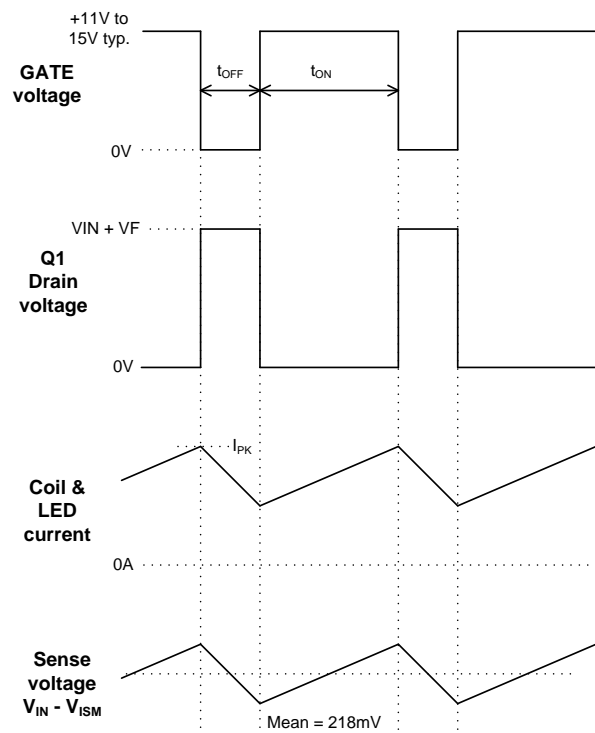 +11V to
15V typ.
GATE
voltage
tOFF
tON
0V
VIN + VF
Q1
Drain
voltage
0V
IPK
Coil &
LED
current
0A
Sense
voltage
VIN - VISM
Mean = 218mV